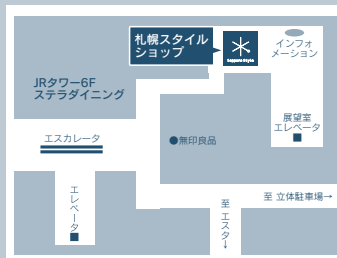 札幌スタイル
ショップ
Sapporo Style
インフォ
メーション
JRタワー6F
ステラダイニング
展望室
エレベータ
エスカレータ
●無印良品
エレベータ
至 エスタ→
至 立体駐車場→